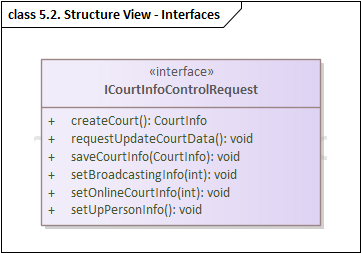 class 5.2. Structure View - Interfaces
«interface»
ICourtInfoControlRequest
+ createCourt(): CourtInfo
+ requestUpdateCourtData(): void
+ saveCourtInfo(CourtInfo): void
+ setBroadcastingInfo(int): void
+ setOnlineCourtInfo(int): void
+ setUpPersonInfo(): void